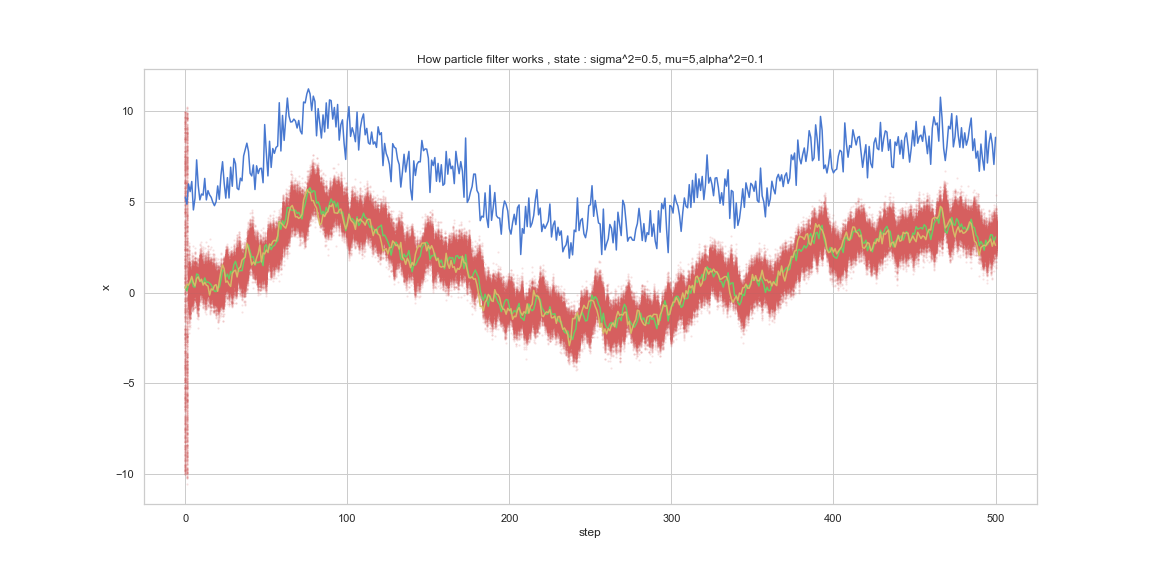 How particle filter works , state : sigma^2=0.5, mu=5,alpha^2=0.1
10
5
0
−5
−10
x
0 100 200 300 400 500
step